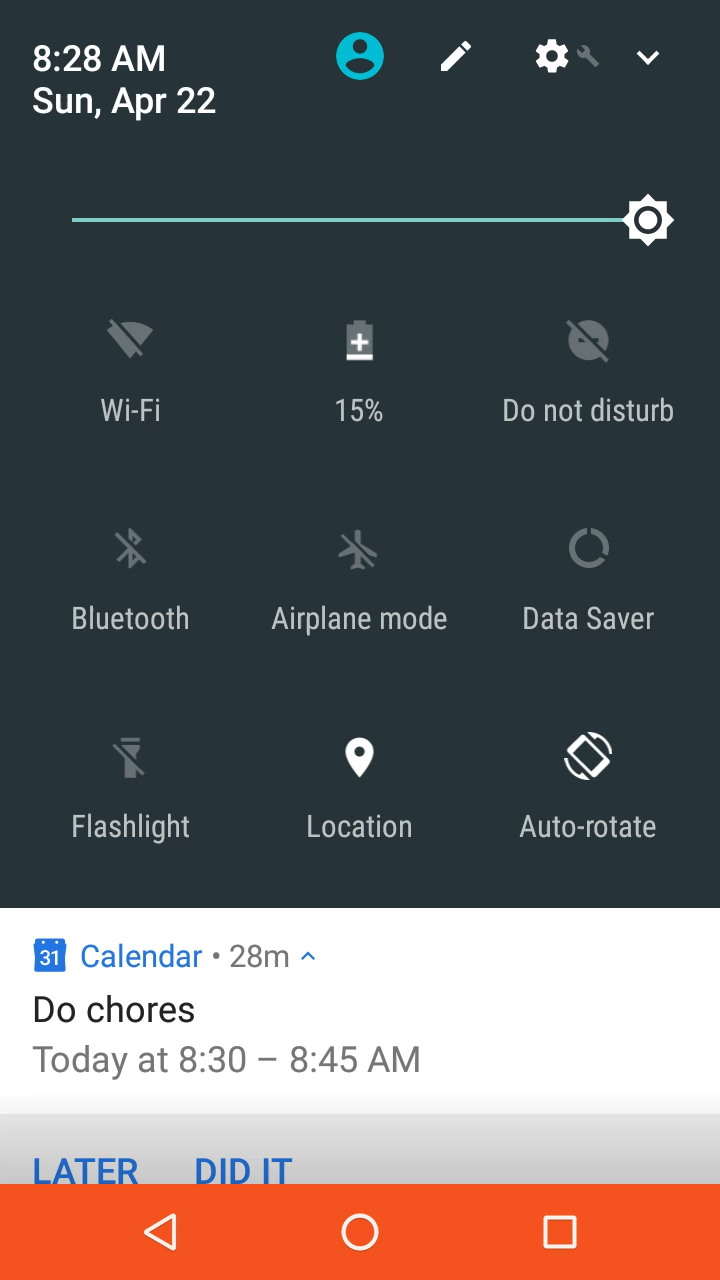 8:28 AM
Sun, Apr 22
Wi-Fi
15%
Do not disturb
Bluetooth
Airplane mode
Data Saver
Flashlight
Location
Auto-rotate
31 Calendar • 28m
Do chores
Today at 8:30 – 8:45 AM
LATER DID IT